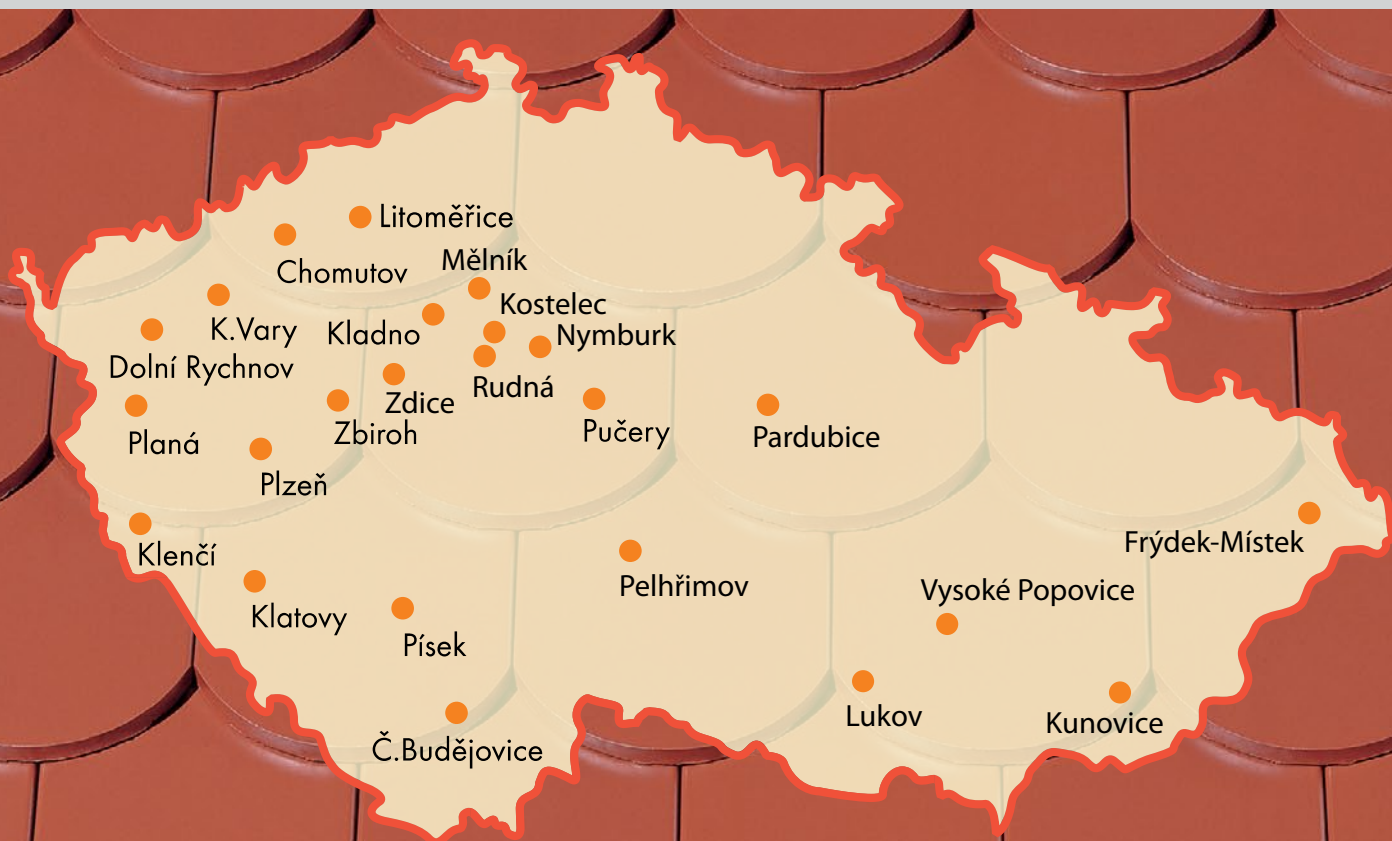 Litoměřice
Chomutov
Mělník
Kostelec
K.Vary
Kladno
Nymburk
Dolní Rychnov
Rudná
Zdice
Planá
Zbiroh
Pučery
Pardubice
Plzeň
Klenčí
Frýdek-Místek
Pelhřimov
Vysoké Popovice
Klatovy
Písek
Lukov
Kunovice
Č.Budějovice